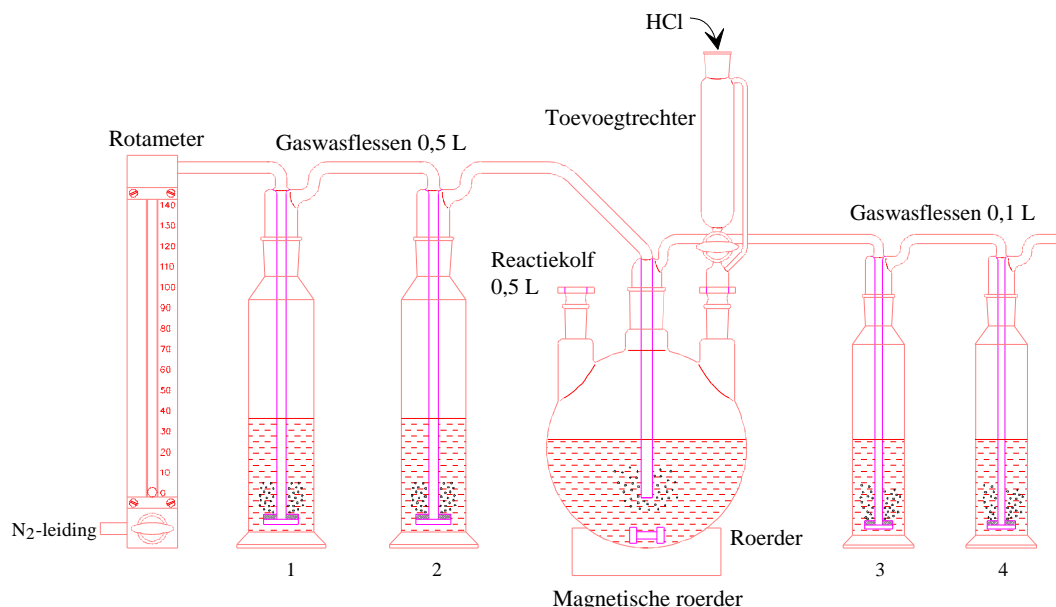 HCl
Toevoegtrechter
Rotameter
Gaswasflessen 0,5 L
Gaswasflessen 0,1 L
140
130
120
110
100
90
80
70
60
50
40
30
20
10
0
Reactiekolf
0,5 L
N2-leiding
Roerder
1
2
3
4
Magnetische roerder